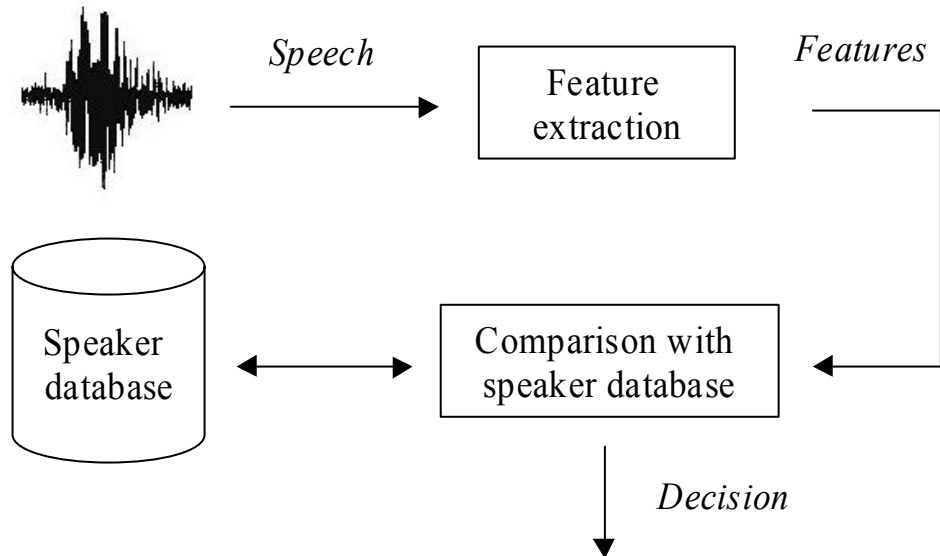 Speech
Feature
extraction
Features
Speaker
database
Comparison with
speaker database
Decision